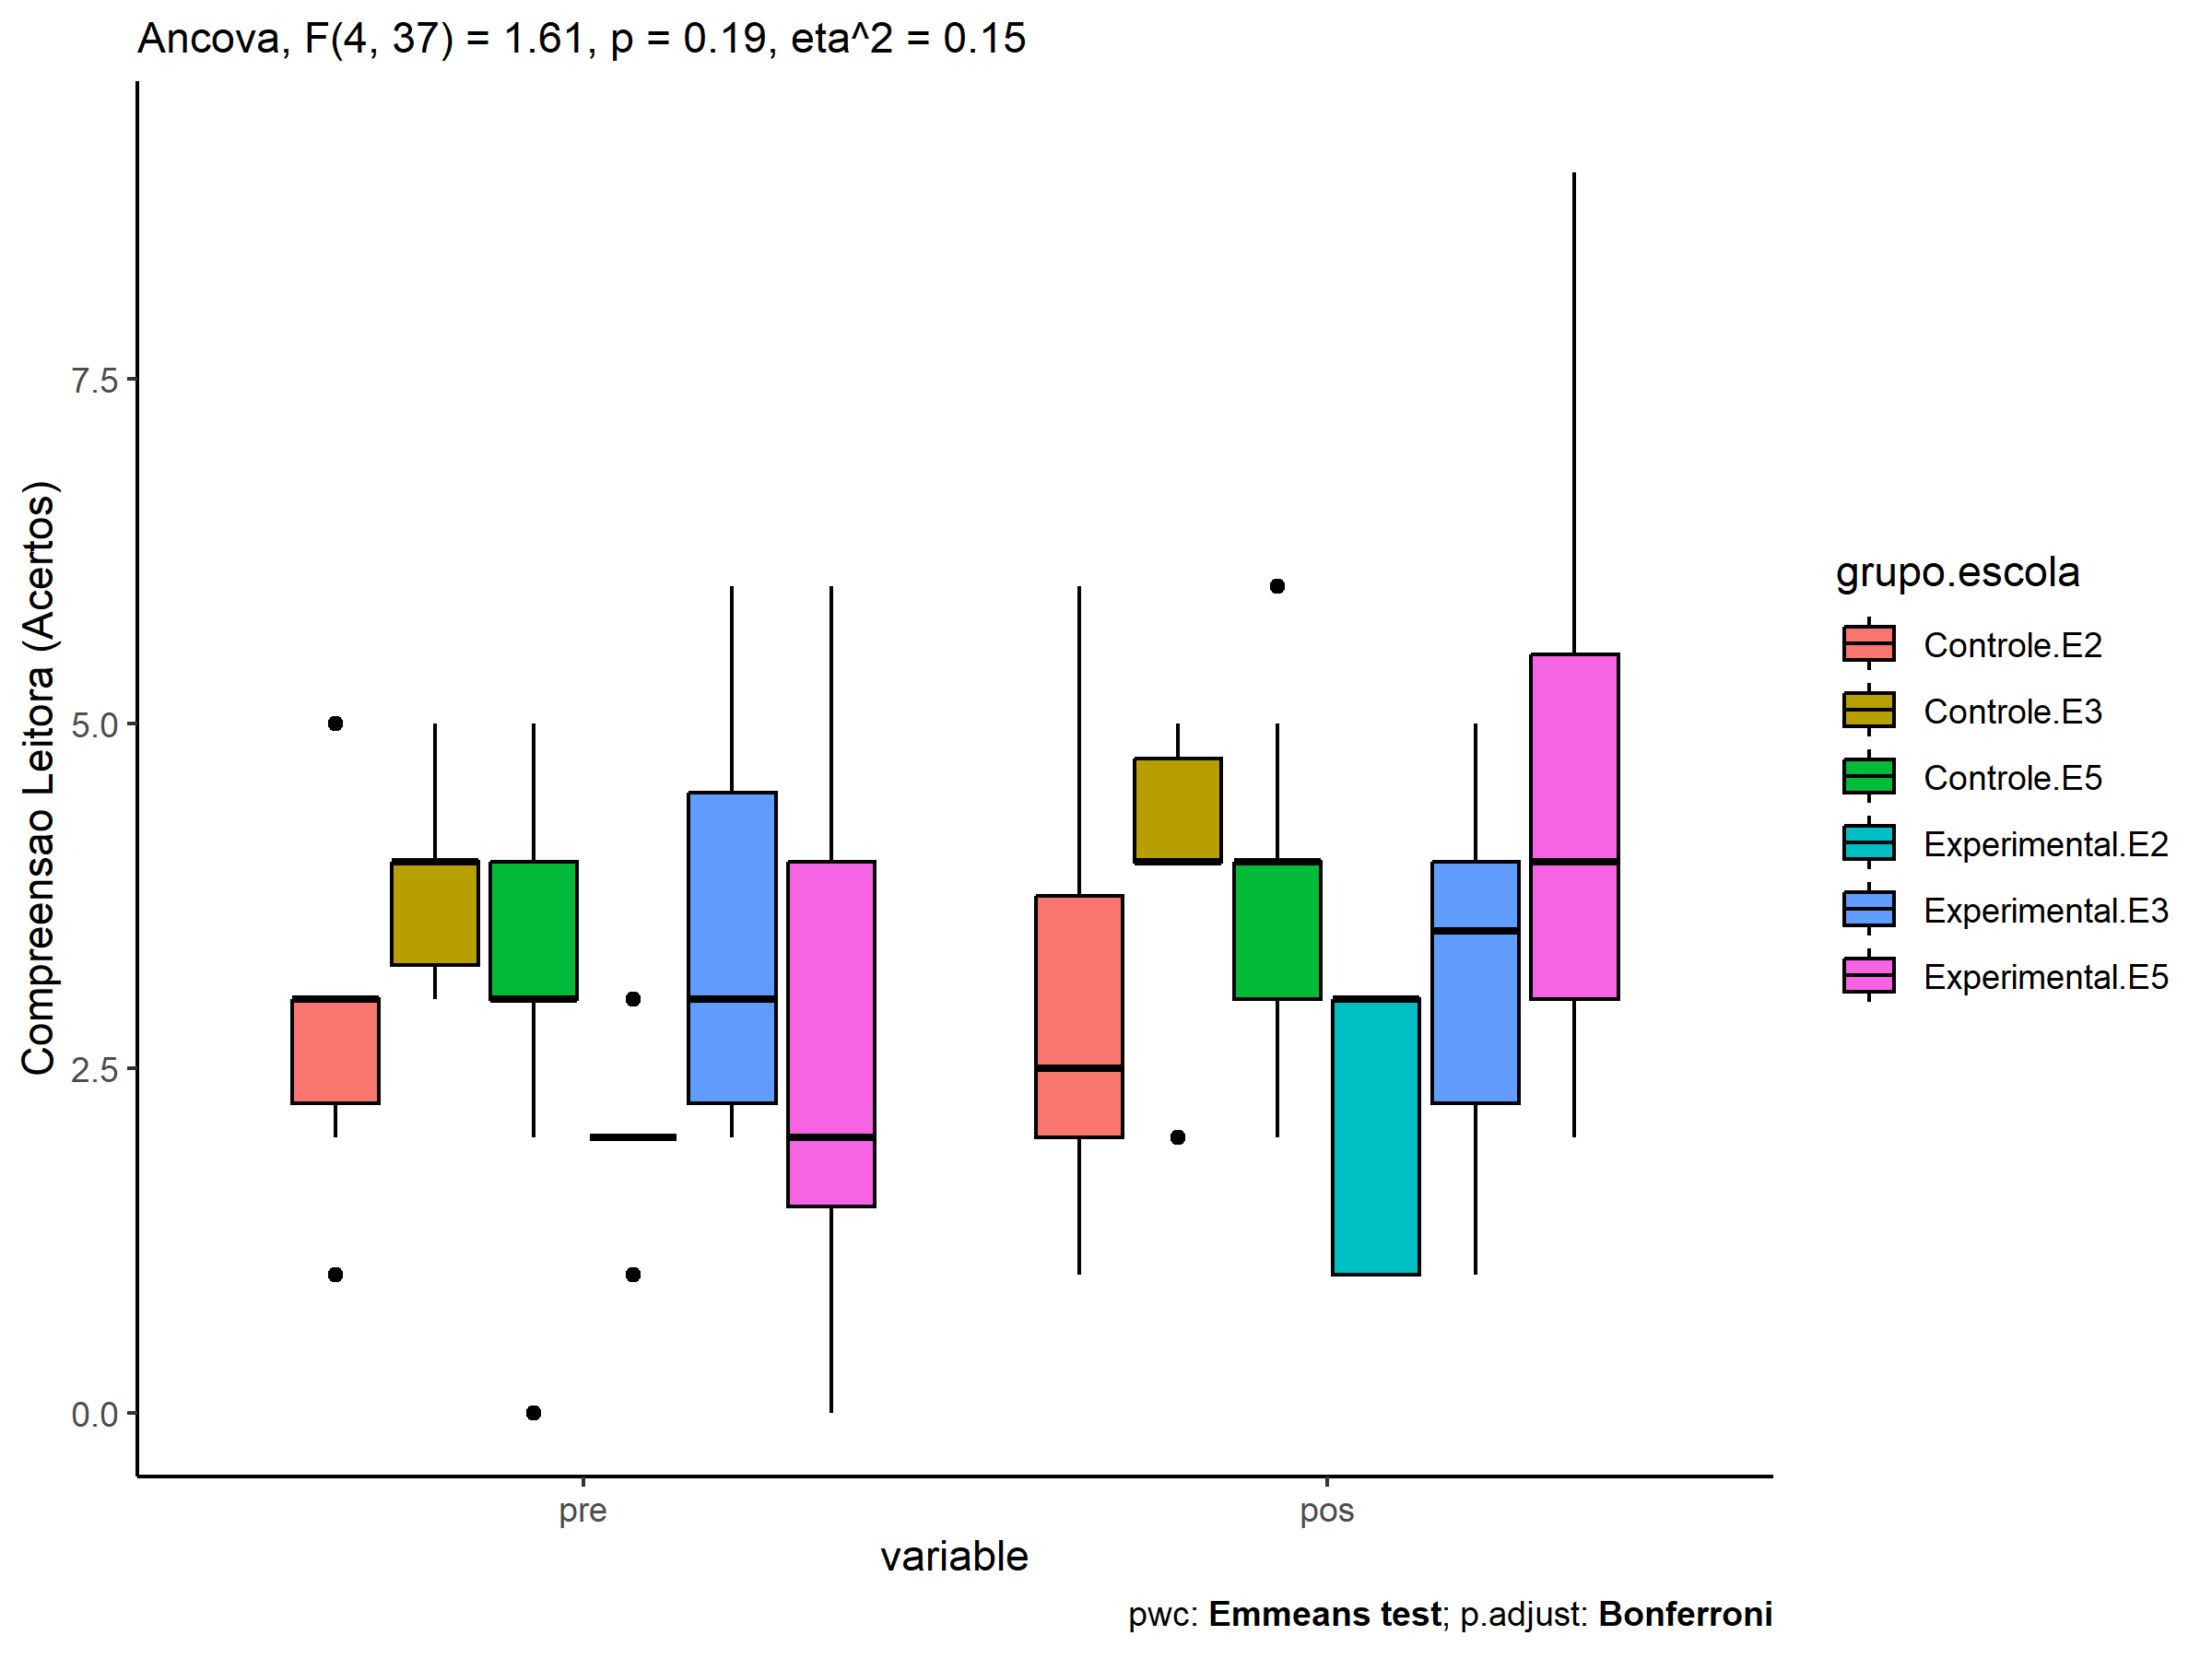 Ancova, F(4, 37) = 1.61, p = 0.19, eta^2 = 0.15
Compreensao Leitora (Acertos)
7.5
5.0
2.5
0.0
pre
pos
variable
grupo.escola
Controle.E2
Controle.E3
Controle.E5
Experimental.E2
Experimental.E3
Experimental.E5
pwc: Emmeans test; p.adjust: Bonferroni